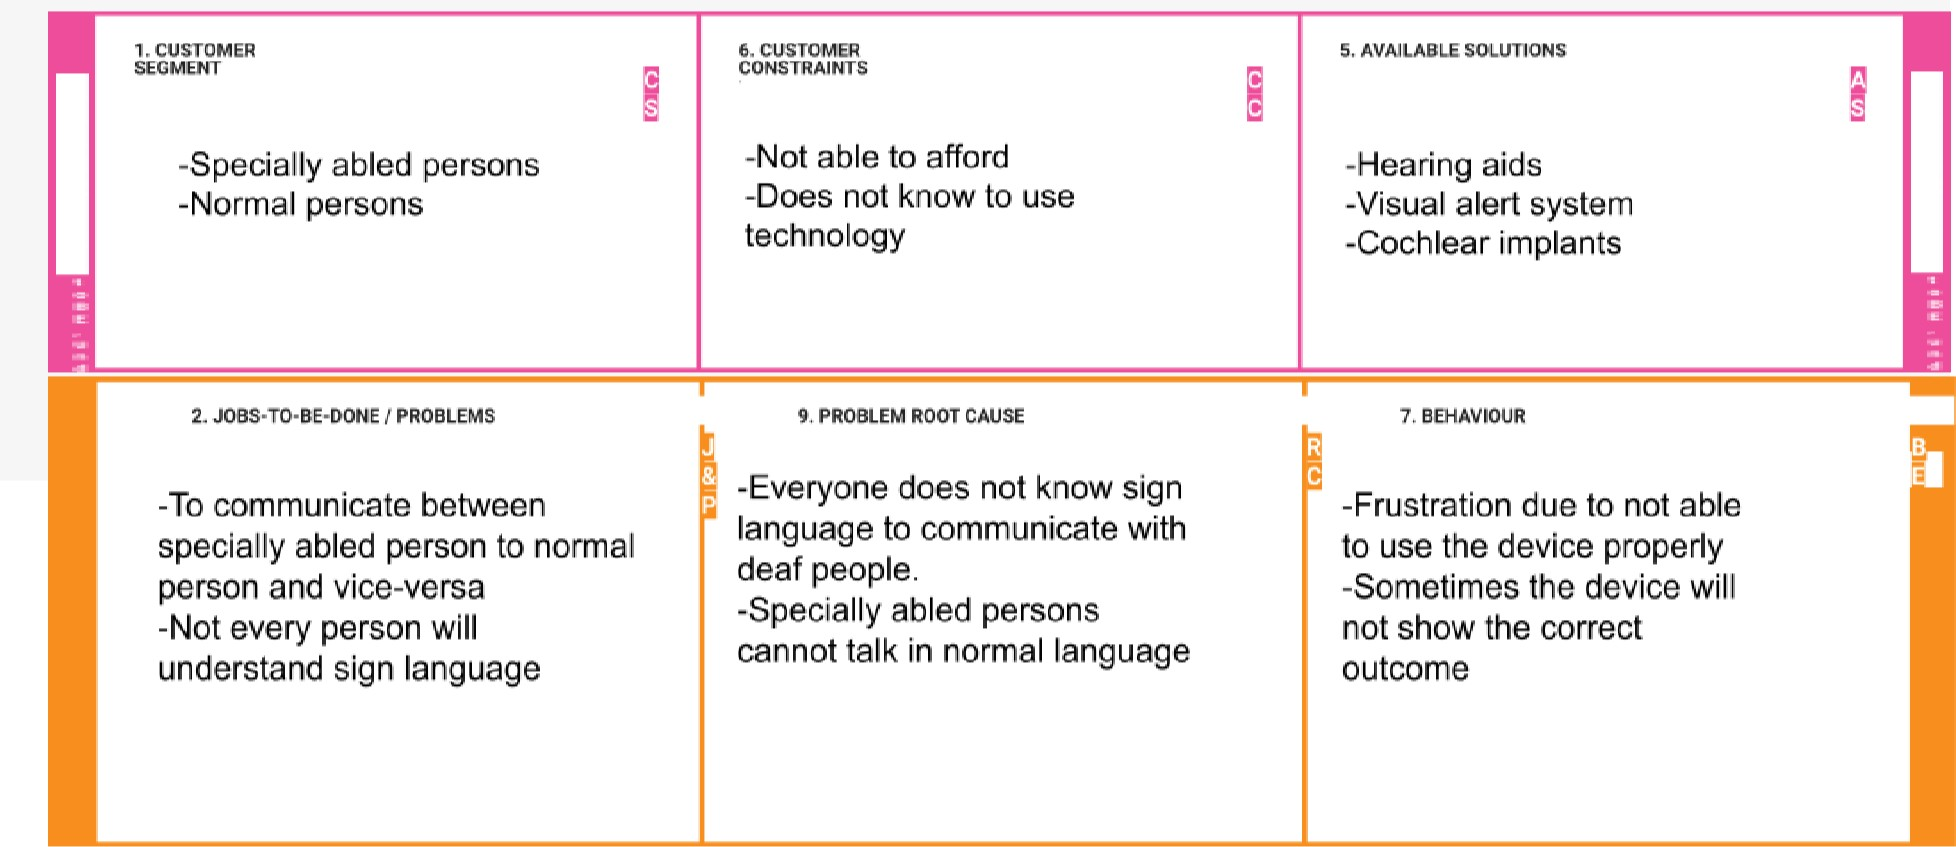 1. CUSTOMER
SEGMENT
C
S
-Specially abled persons
-Normal persons
6. CUSTOMER
CONSTRAINTS
C
C
-Not able to afford
-Does not know to use
technology
5. AVAILABLE SOLUTIONS
A
S
-Hearing aids
-Visual alert system
-Cochlear implants
2. JOBS-TO-BE-DONE / PROBLEMS
J
&
P
-To communicate between
specially abled person to normal
person and vice-versa
-Not every person will
understand sign language
9. PROBLEM ROOT CAUSE
R
C
-Everyone does not know sign
language to communicate with
deaf people.
-Specially abled persons
cannot talk in normal language
7. BEHAVIOUR
B
E
-Frustration due to not able
to use the device properly
-Sometimes the device will
not show the correct
outcome